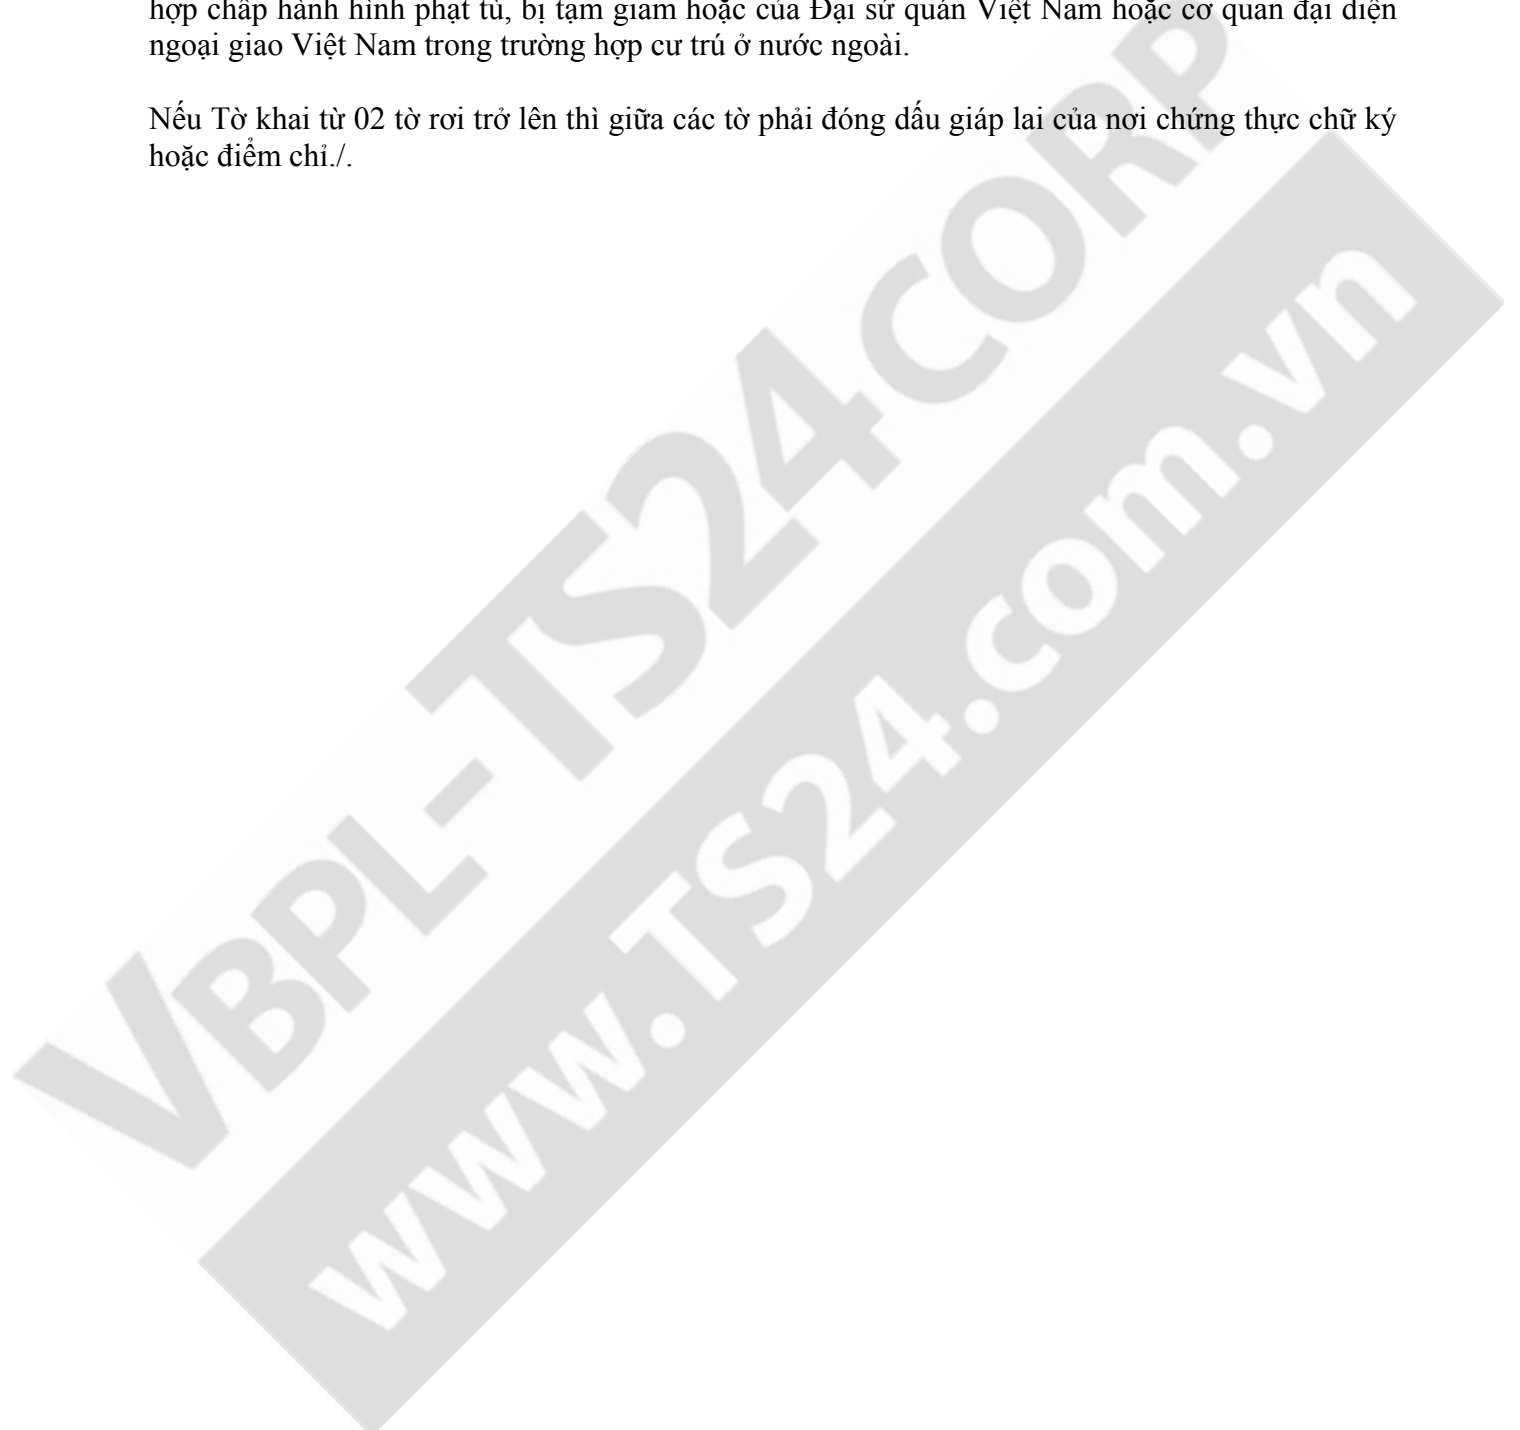 hợp chấp hành hình phạt tù, bị tạm giam hoặc của Đại sứ quán Việt Nam hoặc cơ quan đại diện
ngoại giao Việt Nam trong trường hợp cư trú ở nước ngoài.
Nếu Tờ khai từ 02 tờ rơi trở lên thì giữa các tờ phải đóng dấu giáp lai của nơi chứng thực chữ ký
hoặc điểm chỉ./.
VBPL-TS24CORP
www.TS24.com.vn